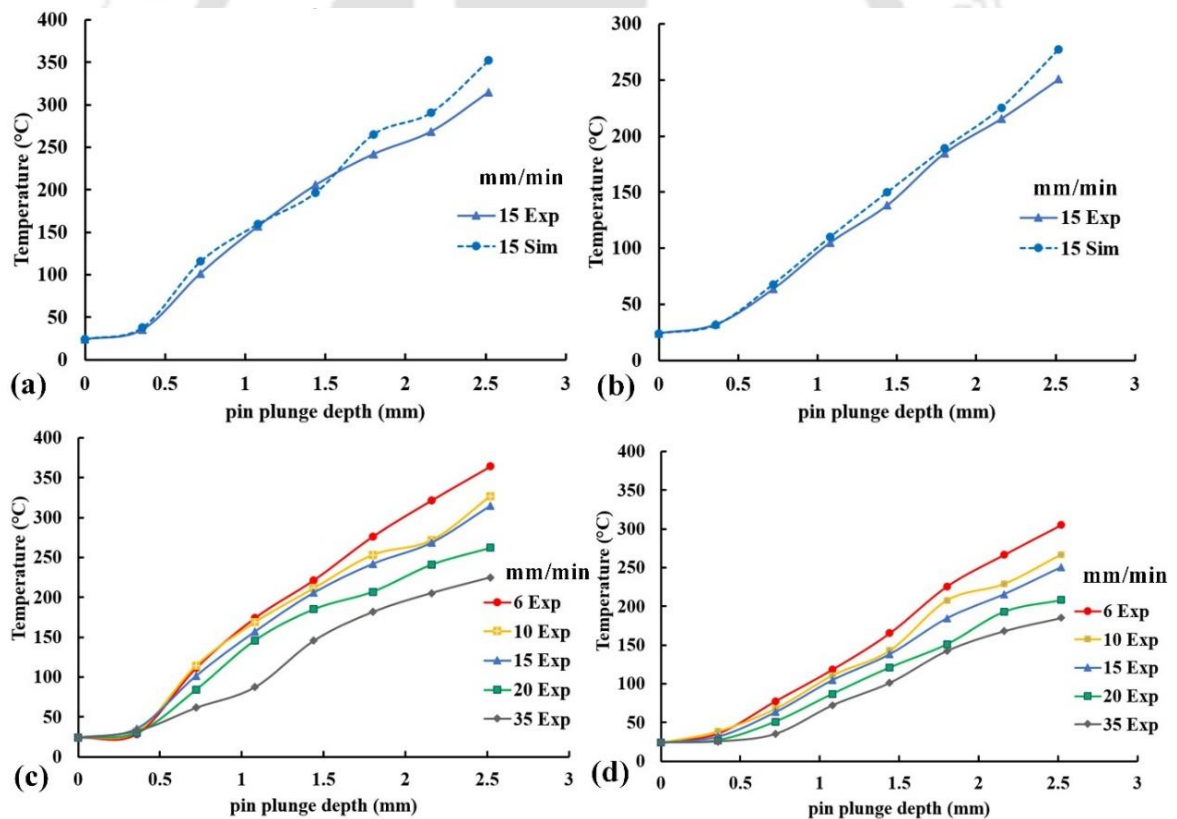 400
350
300
250
200
150
100
50
0
Temperature (°C)
mm/min
15 Exp
15 Sim
0 0.5 1 1.5 2 2.5 3
(a)
pin plunge depth (mm)
300
250
200
150
100
50
0
Temperature (°C)
mm/min
15 Exp
15 Sim
0 0.5 1 1.5 2 2.5 3
(b)
pin plunge depth (mm)
400
350
300
250
200
150
100
50
0
Temperature (°C)
mm/min
6 Exp
10 Exp
15 Exp
20 Exp
35 Exp
0 0.5 1 1.5 2 2.5 3
(c)
pin plunge depth (mm)
400
350
300
250
200
150
100
50
0
Temperature (°C)
mm/min
6 Exp
10 Exp
15 Exp
20 Exp
35 Exp
0 0.5 1 1.5 2 2.5 3
(d)
pin plunge depth (mm)